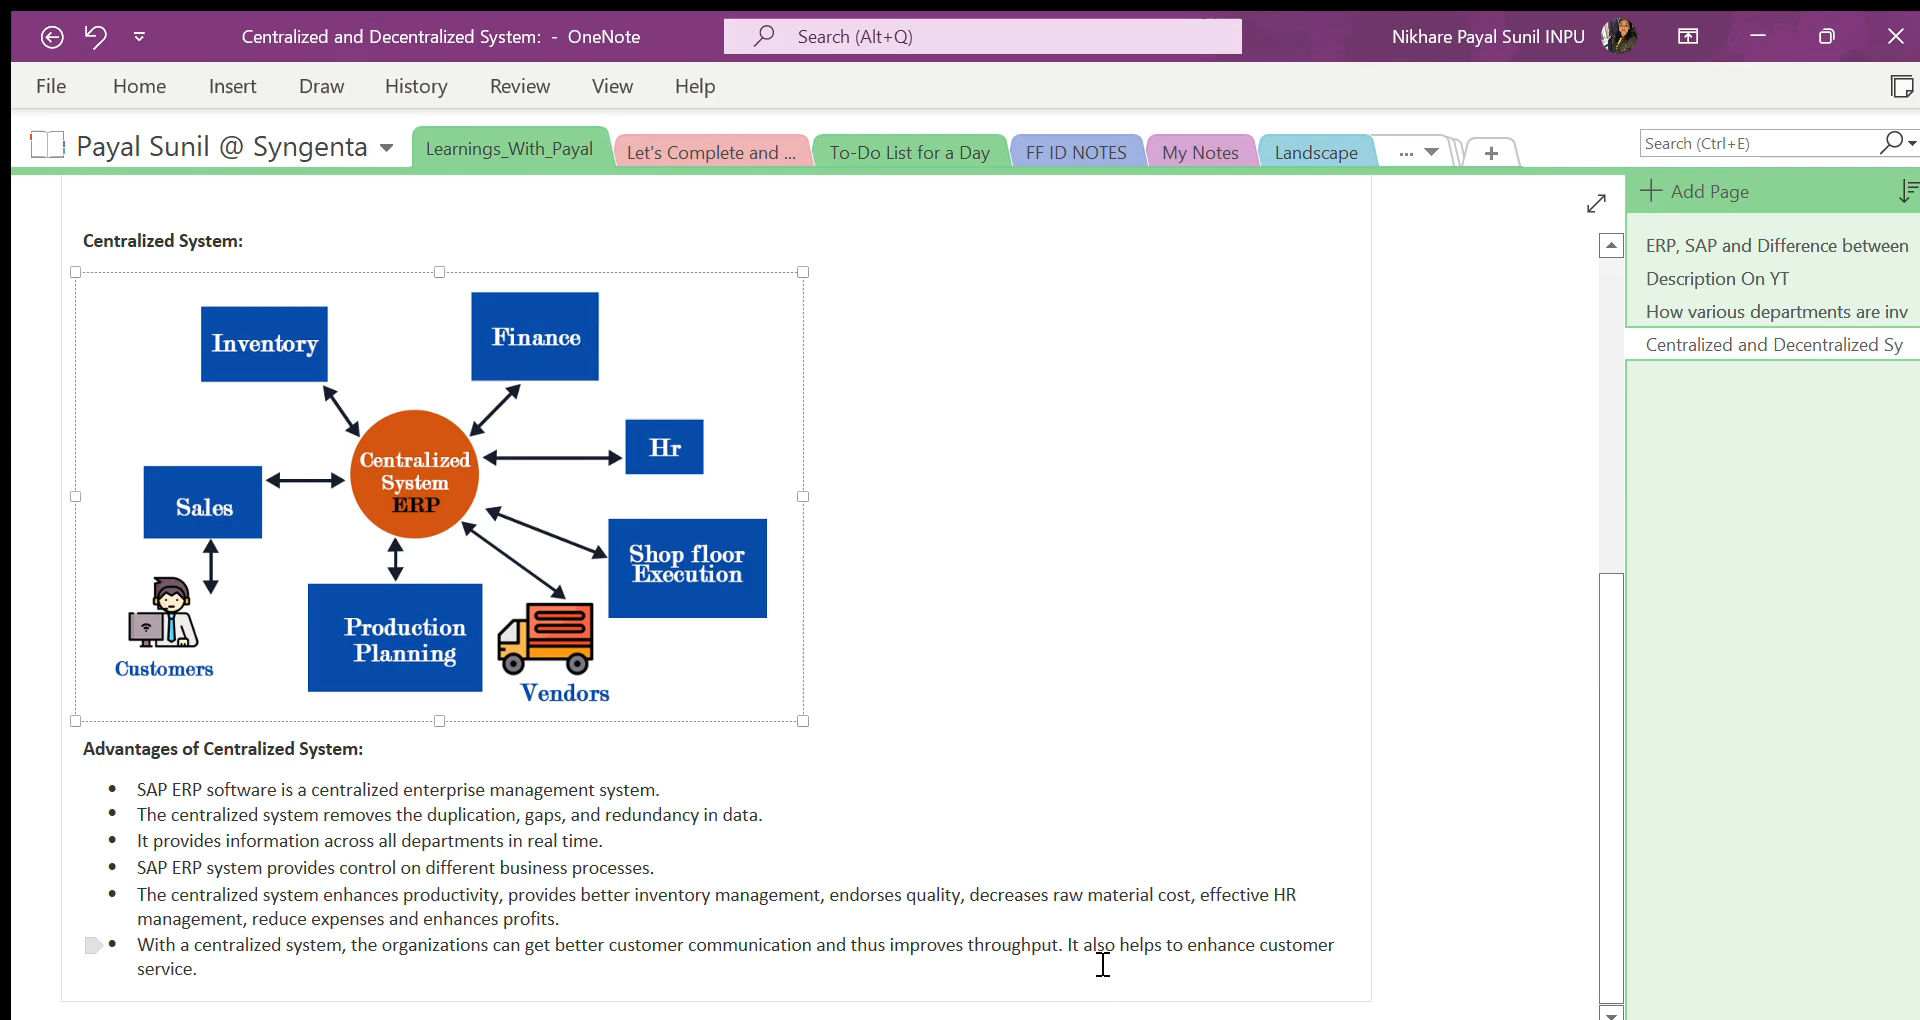 Centralized and Decentralized System: - OneNote
Search (Alt+Q)
Nikhare Payal Sunil INPU
File Home Insert Draw History Review View Help
Payal Sunil @ Syngenta
Learnings_With_Payal
Let's Complete and ...
To-Do List for a Day
FF ID NOTES
My Notes
Landscape
...
Search (Ctrl+E)
Add Page
ERP, SAP and Difference between
Description On YT
How various departments are inv
Centralized and Decentralized Sy
Centralized System:
Inventory
Finance
Hr
Centralized
System
ERP
Sales
Shop floor
Execution
Customers
Production
Planning
Vendors
Advantages of Centralized System:
• SAP ERP software is a centralized enterprise management system.
• The centralized system removes the duplication, gaps, and redundancy in data.
• It provides information across all departments in real time.
• SAP ERP system provides control on different business processes.
• The centralized system enhances productivity, provides better inventory management, endorses quality, decreases raw material cost, effective HR
management, reduce expenses and enhances profits.
• With a centralized system, the organizations can get better customer communication and thus improves throughput. It also helps to enhance customer
service.